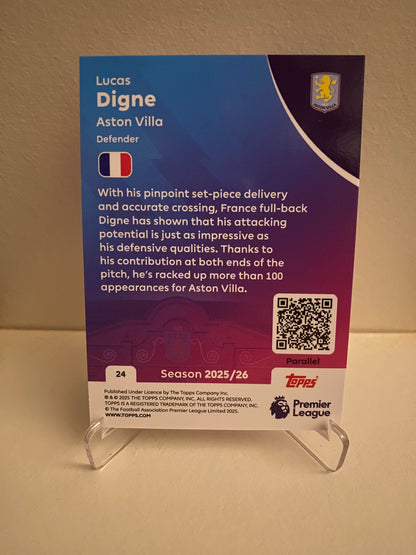 Lucas
Digne
Aston Villa
Defender
ASTON VILLA
With his pinpoint set-piece delivery
and accurate crossing, France full-back
Digne has shown that his attacking
potential is just as impressive as
his defensive qualities. Thanks to
his contribution at both ends of the
pitch, he's racked up more than 100
appearances for Aston Villa.
Parallel
24
Season 2025/26
Topps
Published Under Licence by The Topps Company Inc.
® & © 2025 THE TOPPS COMPANY, INC. ALL RIGHTS RESERVED.
TOPPS IS A REGISTERED TRADEMARK OF THE TOPPS COMPANY, INC.
© The Football Association Premier League Limited 2025.
WWW.TOPPS.COM
Premier
League